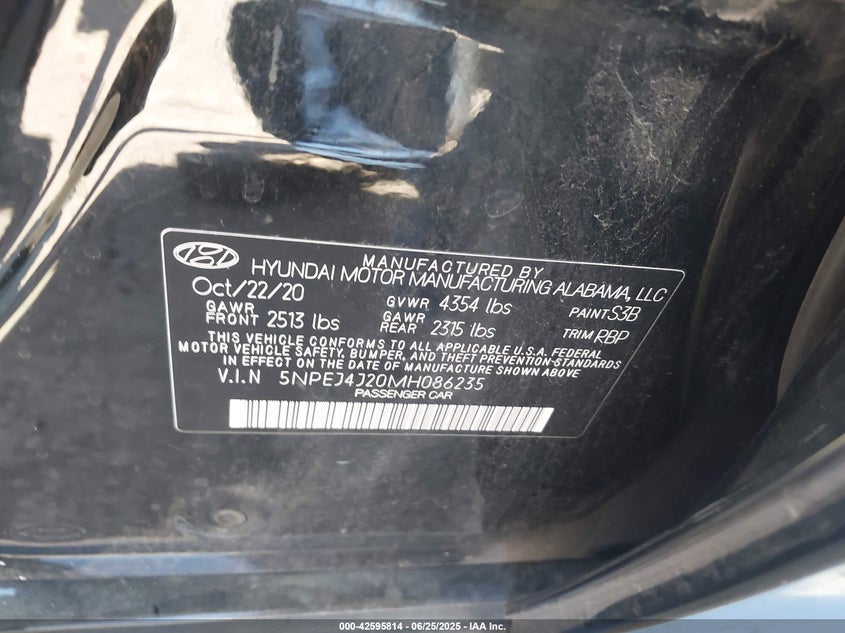 MANUFACTURED BY
HYUNDAI MOTOR MANUFACTURING ALABAMA, LLC
Oct/22/20 GVWR 4354 lbs PAINT S3B
GAWR FRONT 2513 lbs GAWR REAR 2315 lbs TRIM RBP
THIS VEHICLE CONFORMS TO ALL APPLICABLE U.S.A. FEDERAL
MOTOR VEHICLE SAFETY, BUMPER, AND THEFT PREVENTION STANDARDS
IN EFFECT ON THE DATE OF MANUFACTURE SHOWN ABOVE
V.I.N 5NPEJ4J20MH086235
PASSENGER CAR
000-42595814 - 06/25/2025 - IAA Inc.